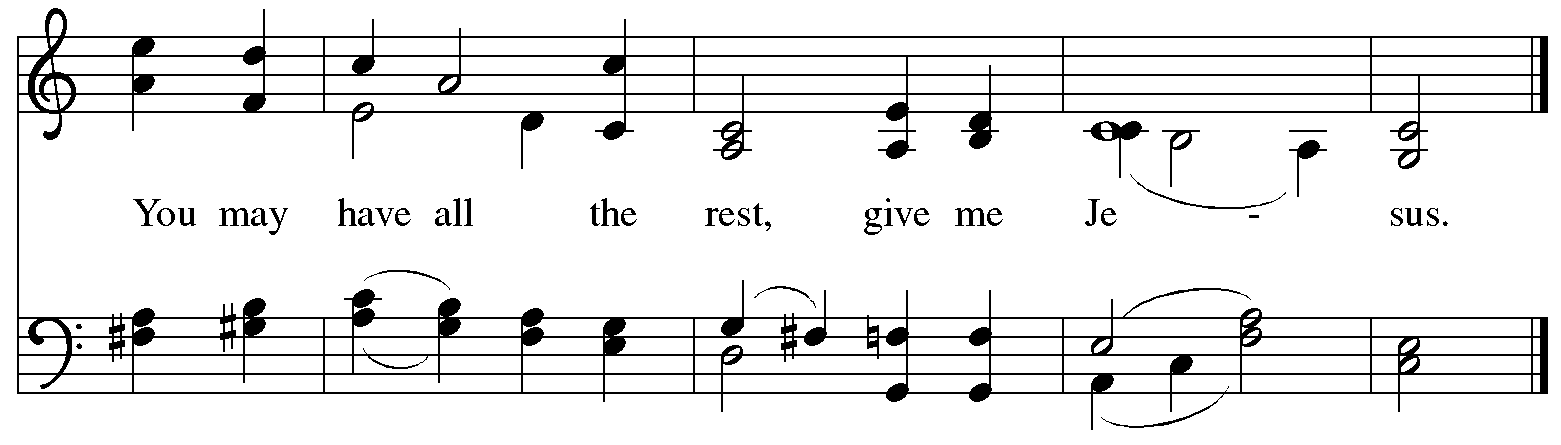 You may have all the rest, give me Je - sus.